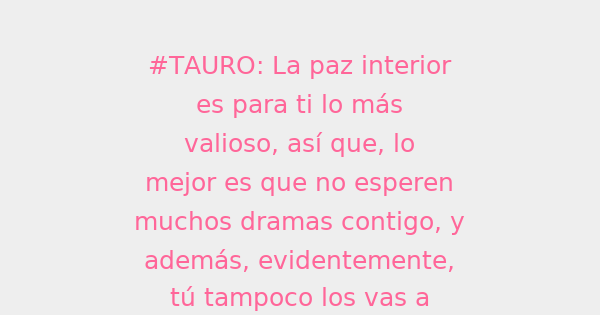 #TAURO: La paz interior
es para ti lo más
valioso, así que, lo
mejor es que no esperen
muchos dramas contigo, y
además, evidentemente,
tú tampoco los vas a